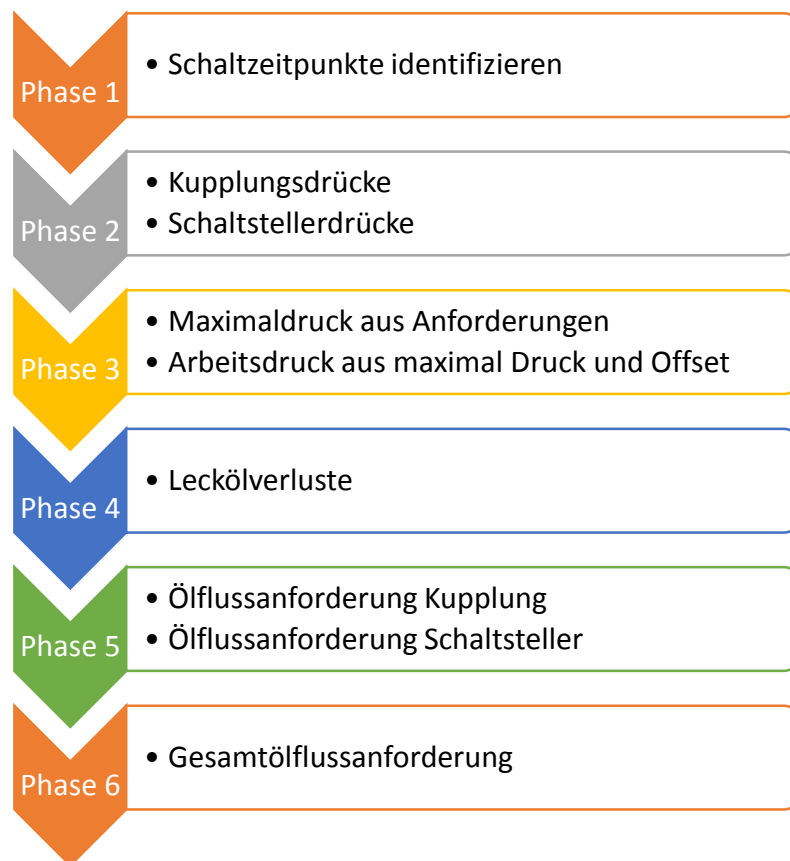 Phase 1
• Schaltzeitpunkte identifizieren
Phase 2
• Kupplungsdrücke
• Schaltstellerdrücke
Phase 3
• Maximaldruck aus Anforderungen
• Arbeitsdruck aus maximal Druck und Offset
Phase 4
• Leckölverluste
Phase 5
• Ölflussanforderung Kupplung
• Ölflussanforderung Schaltsteller
Phase 6
• Gesamtölflussanforderung